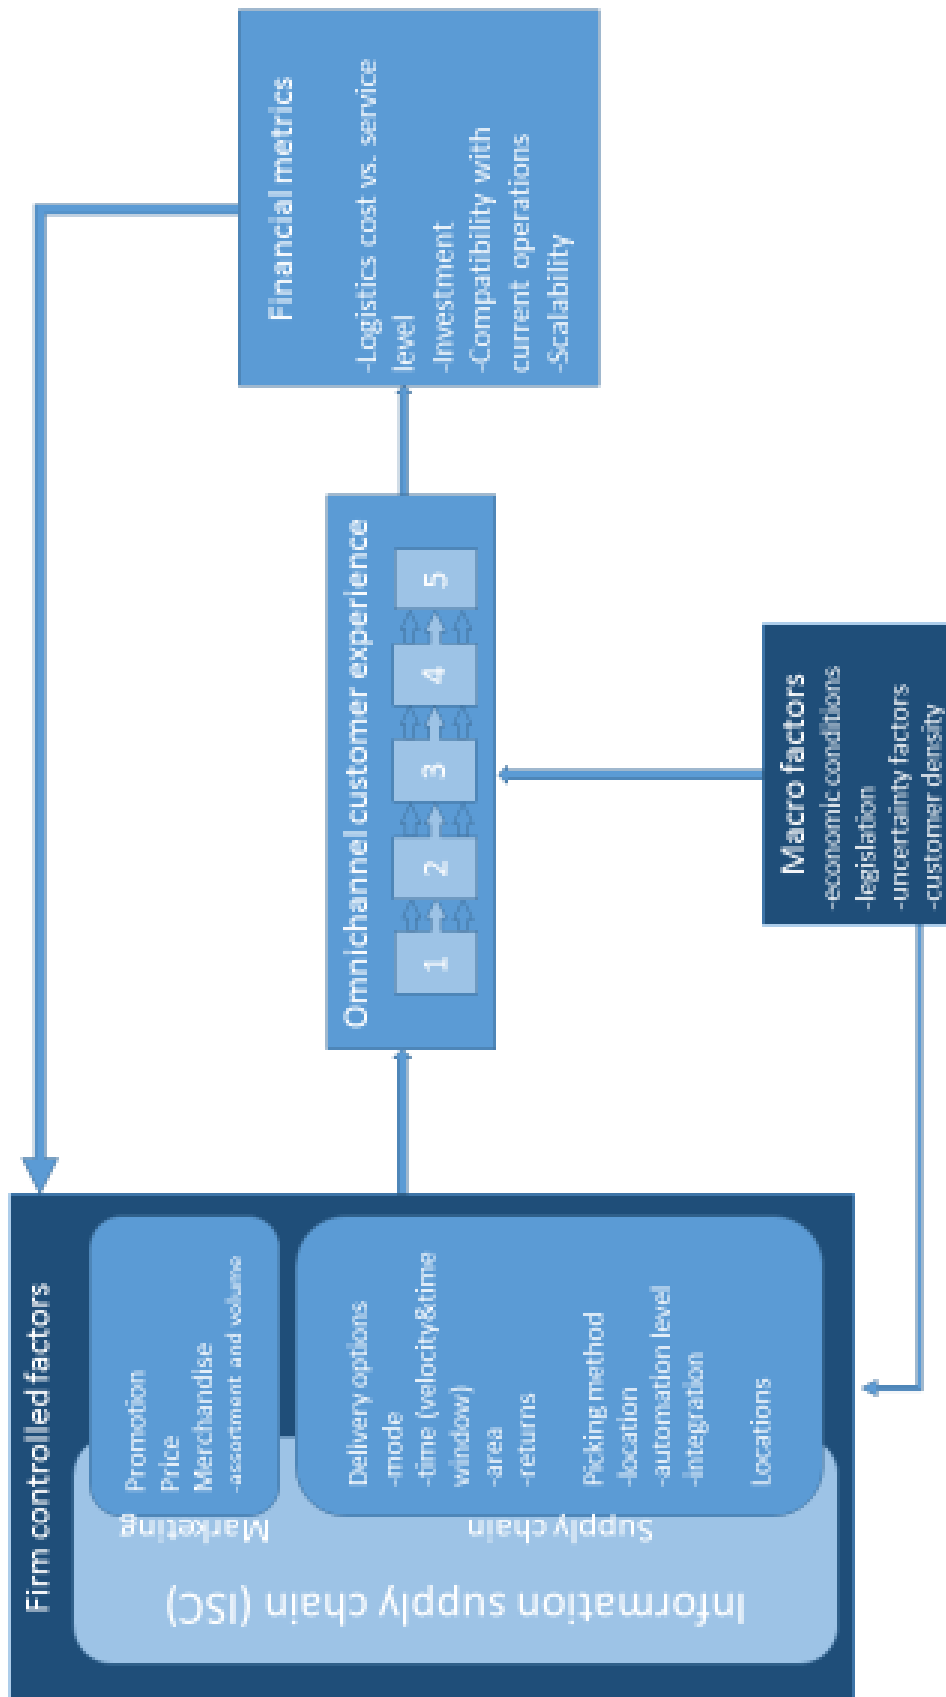 Firm controlled factors
Information supply chain (ISC)
Marketing
Promotion
Price
Merchandise
-assortment and volume
Supply chain
Delivery options
-mode
-time (velocity&time
window)
-area
-returns
Picking method
-location
-automation level
-integration
Locations
Omnichannel customer experience
1
2
3
4
5
Financial metrics
-Logistics cost vs. service
level
-Investment
-Compatibility with
current operations
-Scalability
Macro factors
-economic conditions
-legislation
-uncertainty factors
-customer density